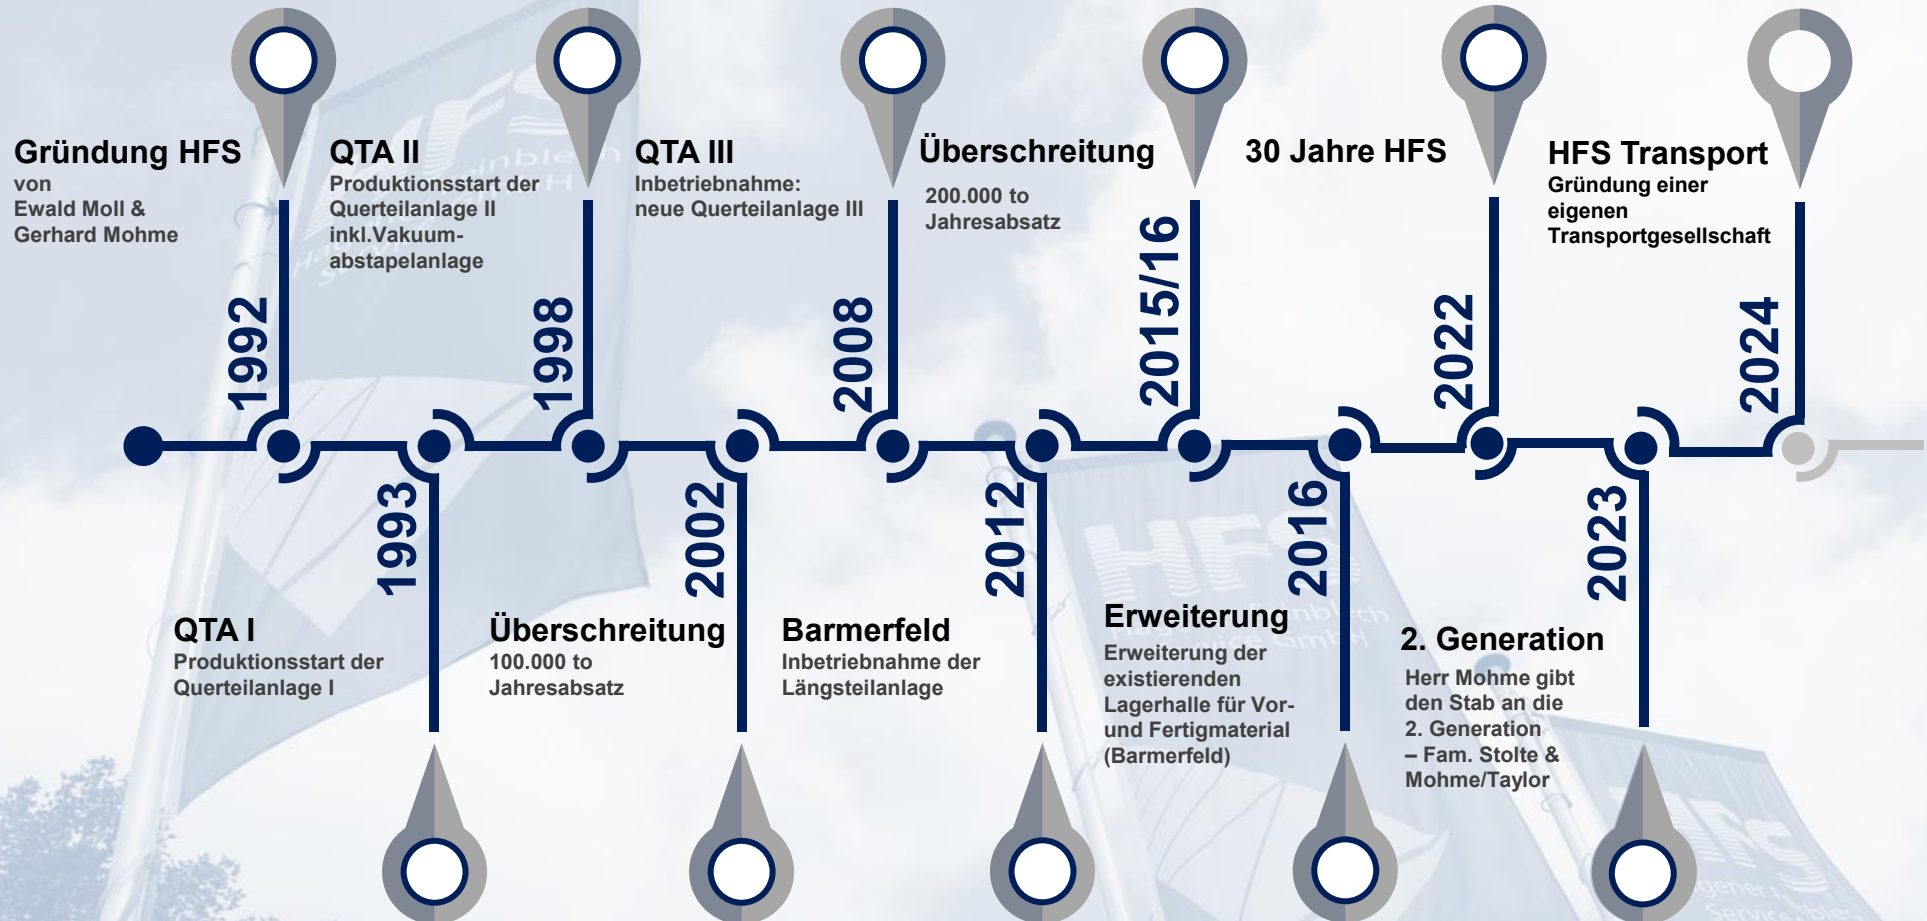 Gründung HFS
von
Ewald Moll &
Gerhard Mohme
1992
QTA I
Produktionsstart der
Querteilanlage I
1993
QTA II
Produktionsstart der
Querteilanlage II
inkl.Vakuum-
abstapelanlage
1998
Überschreitung
100.000 to
Jahresabsatz
2002
QTA III
Inbetriebnahme:
neue Querteilanlage III
2008
Barmerfeld
Inbetriebnahme der
Längsteilanlage
2012
Überschreitung
200.000 to
Jahresabsatz
2015/16
Erweiterung
Erweiterung der
existierenden
Lagerhalle für Vor-
und Fertigmaterial
(Barmerfeld)
2016
30 Jahre HFS
2022
2. Generation
Herr Mohme gibt
den Stab an die
2. Generation
– Fam. Stolte &
Mohme/Taylor
2023
HFS Transport
Gründung einer
eigenen
Transportgesellschaft
2024
HFS
HFS
HFS